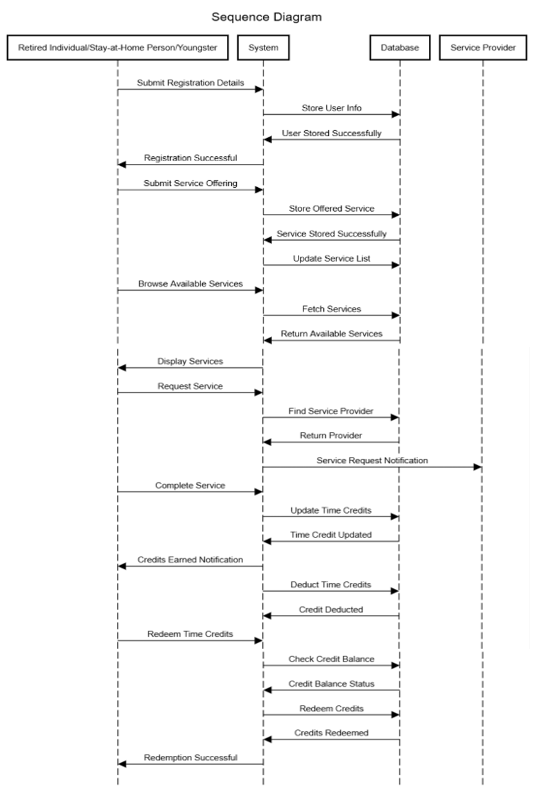 Sequence Diagram
Retired Individual/Stay-at-Home Person/Youngster
System
Database
Service Provider
Submit Registration Details
Store User Info
User Stored Successfully
Registration Successful
Submit Service Offering
Store Offered Service
Service Stored Successfully
Update Service List
Browse Available Services
Fetch Services
Return Available Services
Display Services
Request Service
Find Service Provider
Return Provider
Service Request Notification
Complete Service
Update Time Credits
Time Credit Updated
Credits Earned Notification
Deduct Time Credits
Credit Deducted
Redeem Time Credits
Check Credit Balance
Credit Balance Status
Redeem Credits
Credits Redeemed
Redemption Successful